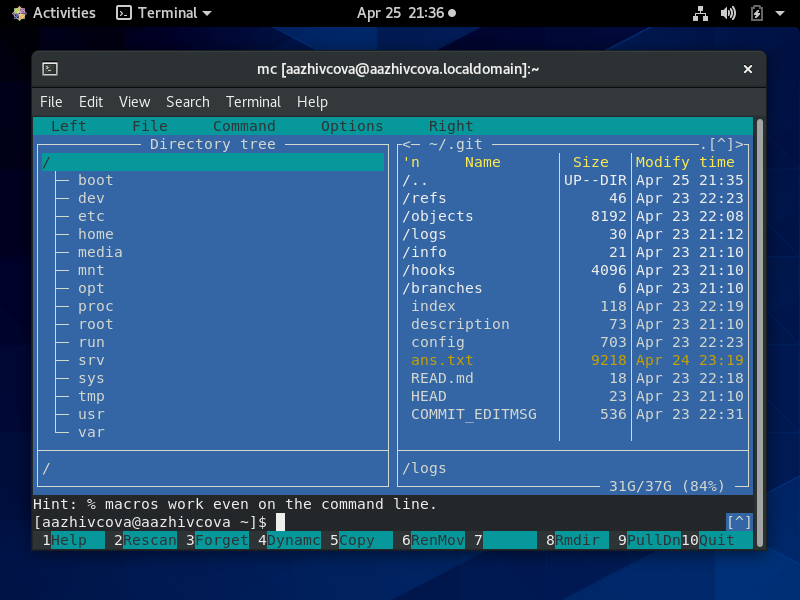 Activities Terminal Apr 25 21:36
mc [aazhivcova@aazhivcova.localdomain]:~ ×
File Edit View Search Terminal Help
Left File Command Options Right
Directory tree <─ ~/.git .[^]>
/ 'n Name Size Modify time
boot /.. UP--DIR Apr 25 21:35
dev /refs 46 Apr 23 22:23
etc /objects 8192 Apr 23 22:08
home /logs 30 Apr 23 21:12
media /info 21 Apr 23 21:10
mnt /hooks 4096 Apr 23 21:10
opt /branches 6 Apr 23 21:10
proc index 118 Apr 23 22:19
root description 73 Apr 23 21:10
run config 703 Apr 23 22:23
srv ans.txt 9218 Apr 24 23:19
sys READ.md 18 Apr 23 22:18
tmp HEAD 23 Apr 23 21:10
usr COMMIT_EDITMSG 536 Apr 23 22:31
var
/ /logs
31G/37G (84%)
Hint: % macros work even on the command line.
[aazhivcova@aazhivcova ~]$ [^]
1Help 2Rescan 3Forget 4Dynamc 5Copy 6RenMov 7 8Rmdir 9PullDn 10Quit